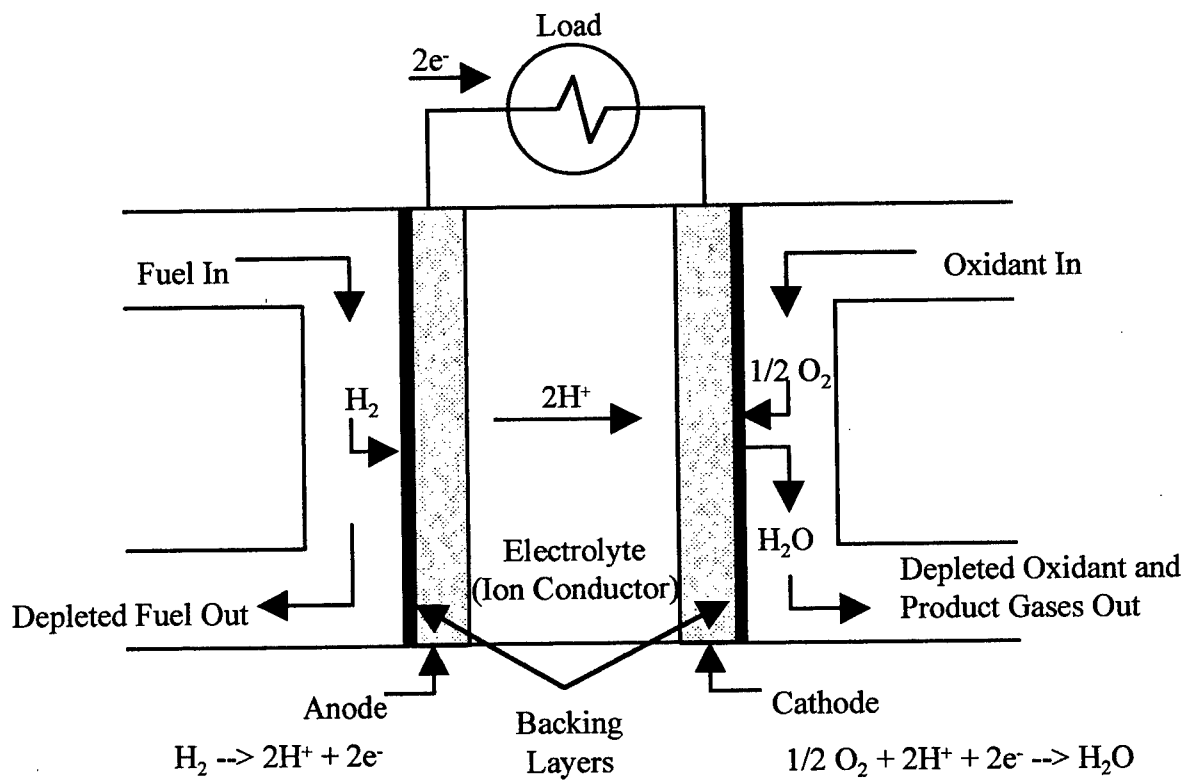 Load
2e⁻
Fuel In
Oxidant In
1/2 O₂
H₂
2H⁺
H₂O
Electrolyte
(Ion Conductor)
Depleted Fuel Out
Depleted Oxidant and
Product Gases Out
Anode
Backing
Layers
Cathode
H₂ --> 2H⁺ + 2e⁻
1/2 O₂ + 2H⁺ + 2e⁻ --> H₂O